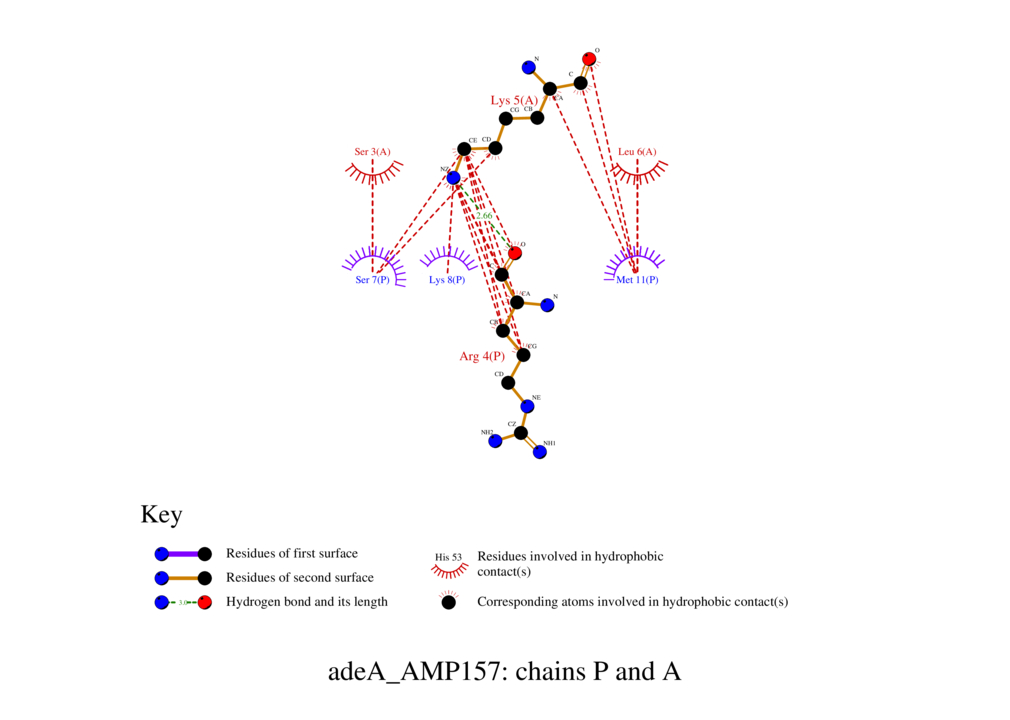 O
N
C
CA
Lys 5(A)
CG CB
CE CD
Ser 3(A)
Leu 6(A)
NZ
2.66
O
Ser 7(P)
Lys 8(P)
Met 11(P)
CA
N
CB
CG
Arg 4(P)
CD
NE
CZ
NH2
NH1
Key
Residues of first surface
Residues of second surface
3.0
Hydrogen bond and its length
His 53
Residues involved in hydrophobic
contact(s)
Corresponding atoms involved in hydrophobic contact(s)
adeA_AMP157: chains P and A